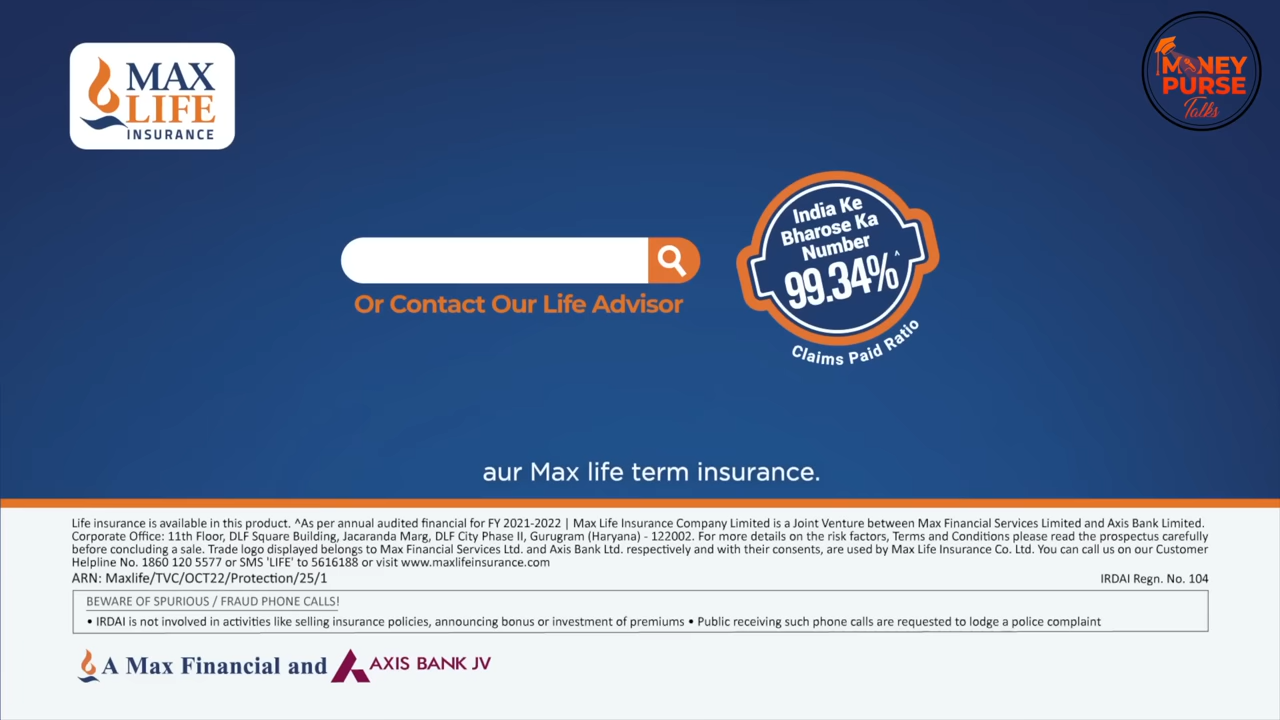 MAX
LIFE
INSURANCE
MONEY
PURSE
Talks
India Ke
Bharose Ka
Number
99.34%^
Claims Paid Ratio
Or Contact Our Life Advisor
aur Max life term insurance.
Life insurance is available in this product. ^As per annual audited financial for FY 2021-2022 | Max Life Insurance Company Limited is a Joint Venture between Max Financial Services Limited and Axis Bank Limited.
Corporate Office: 11th Floor, DLF Square Building, Jacaranda Marg, DLF City Phase II, Gurugram (Haryana) - 122002. For more details on the risk factors, Terms and Conditions please read the prospectus carefully
before concluding a sale. Trade logo displayed belongs to Max Financial Services Ltd. and Axis Bank Ltd. respectively and with their consents, are used by Max Life Insurance Co. Ltd. You can call us on our Customer
Helpline No. 1860 120 5577 or SMS 'LIFE' to 5616188 or visit www.maxlifeinsurance.com
ARN: Maxlife/TVC/OCT22/Protection/25/1 IRDAI Regn. No. 104
BEWARE OF SPURIOUS / FRAUD PHONE CALLS!
• IRDAI is not involved in activities like selling insurance policies, announcing bonus or investment of premiums • Public receiving such phone calls are requested to lodge a police complaint
A Max Financial and AXIS BANK JV